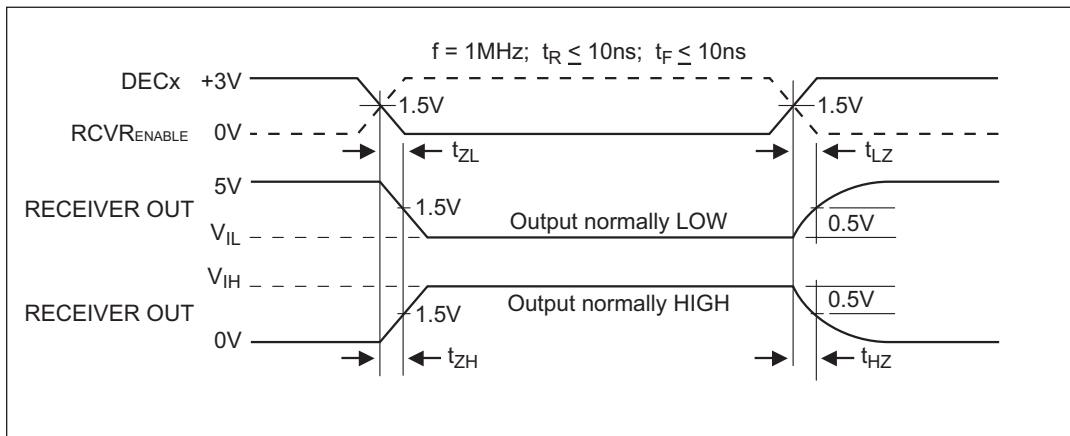 f = 1MHz; tR ≤ 10ns; tF ≤ 10ns
DECx +3V
1.5V 1.5V
RCVRENABLE 0V
tZL tLZ
5V
RECEIVER OUT
1.5V
Output normally LOW
0.5V
VIL
VIH
Output normally HIGH
0.5V
RECEIVER OUT
1.5V
0V
tZH tHZ